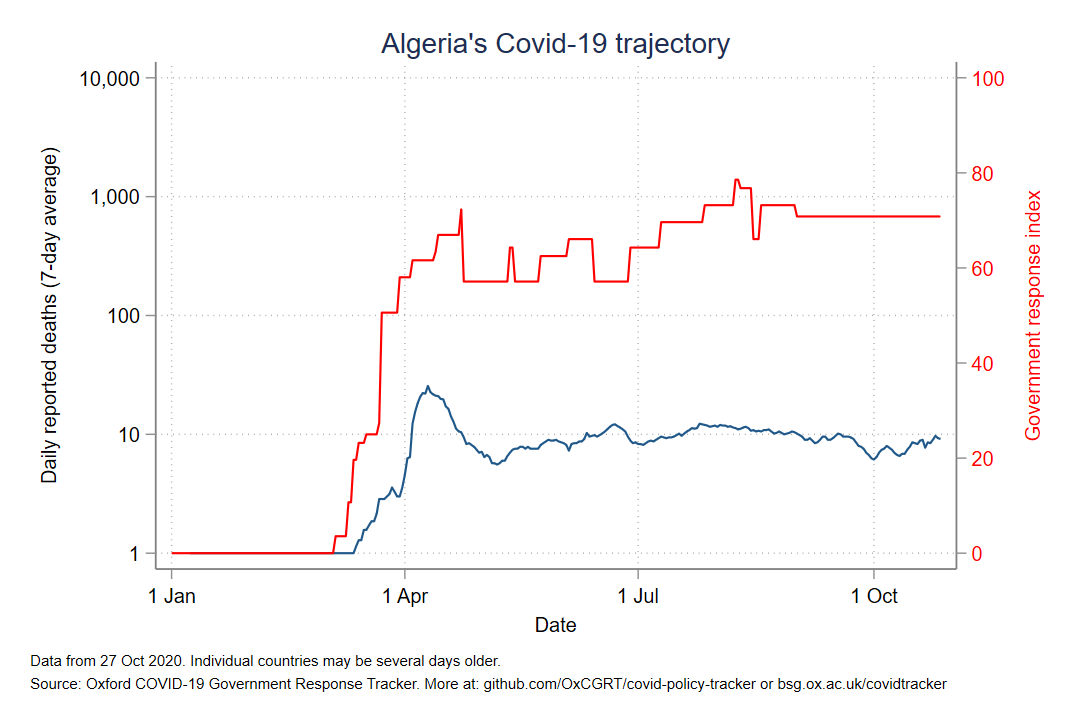 Algeria's Covid-19 trajectory
10,000
1,000
100
10
1
Daily reported deaths (7-day average)
100
80
60
40
20
0
Government response index
1 Jan
1 Apr
1 Jul
1 Oct
Date
Data from 27 Oct 2020. Individual countries may be several days older.
Source: Oxford COVID-19 Government Response Tracker. More at: github.com/OxCGRT/covid-policy-tracker or bsg.ox.ac.uk/covidtracker